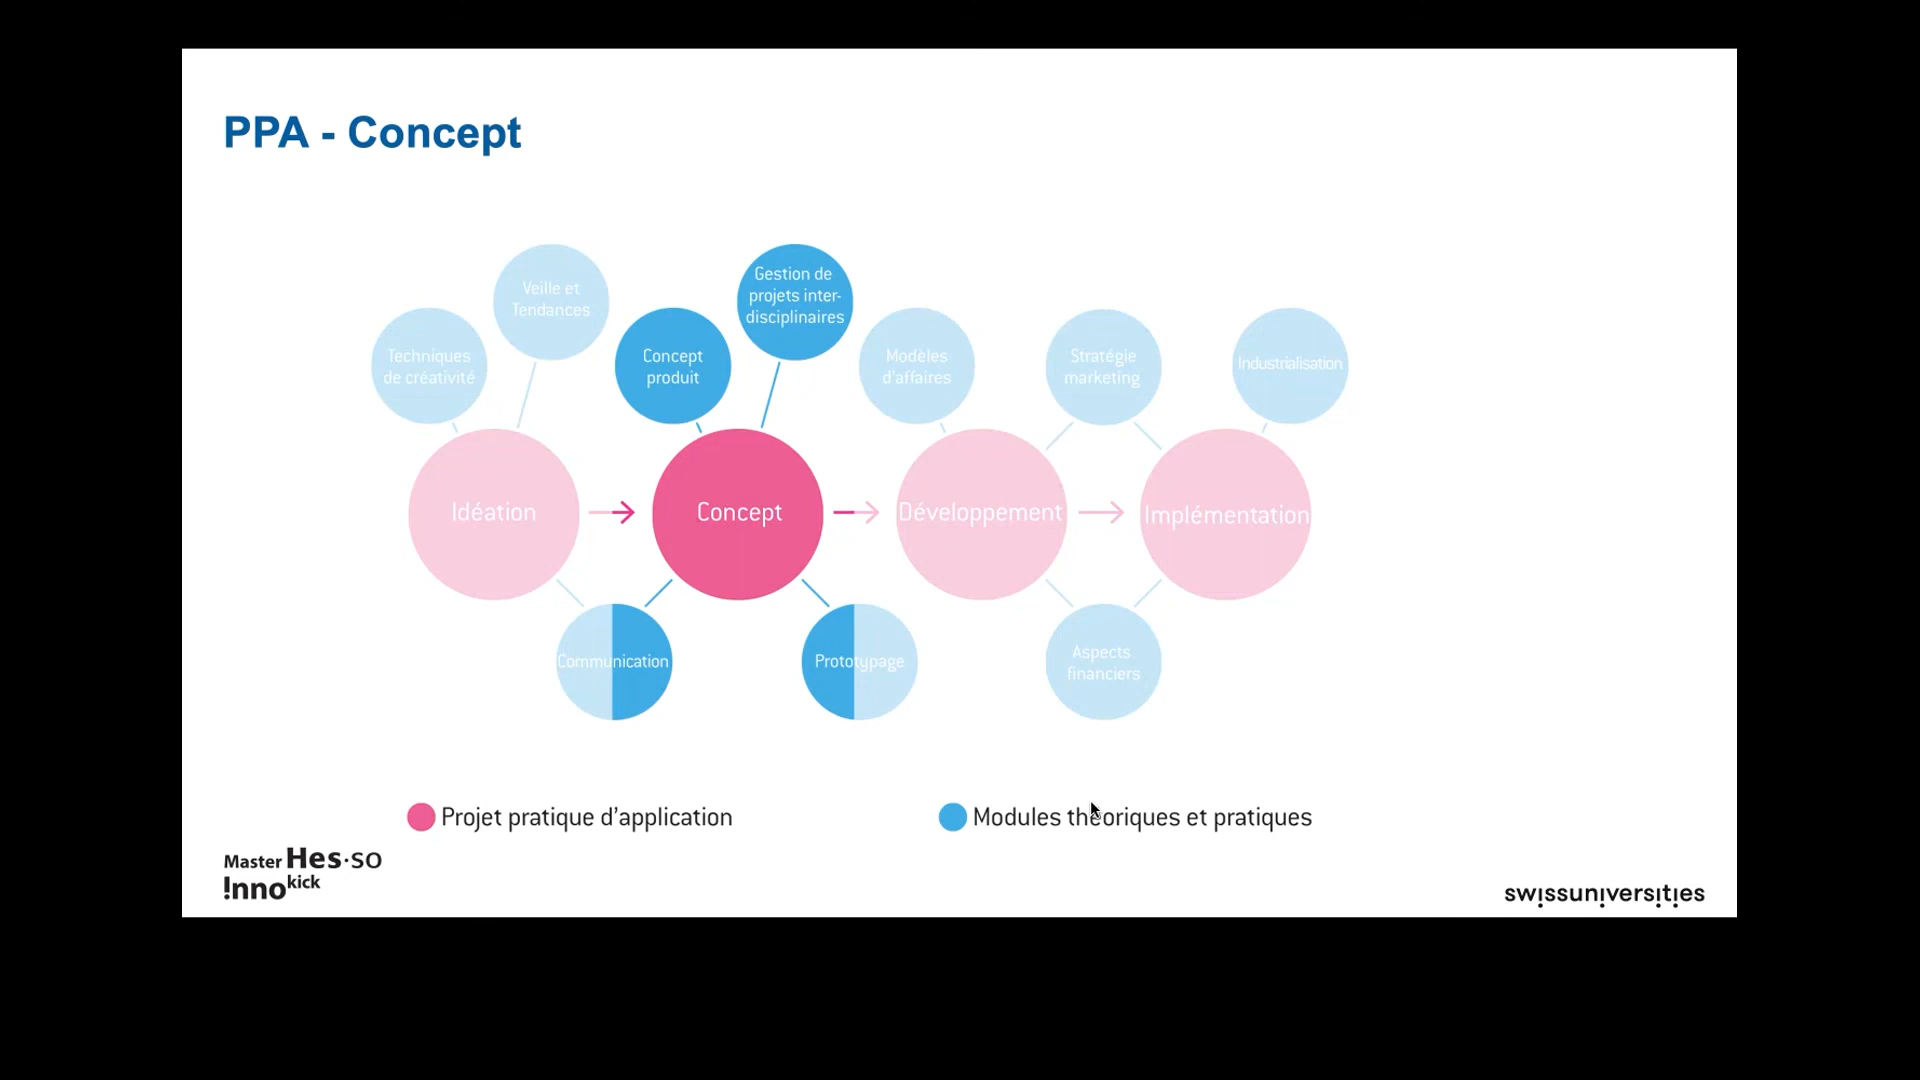 PPA - Concept
Veille et
Tendances
Gestion de
projets inter-
disciplinaires
Techniques
de créativité
Concept
produit
Modèles
d'affaires
Stratégie
marketing
Industrialisation
Idéation
Concept
Développement
Implémentation
Communication
Prototypage
Aspects
financiers
Projet pratique d'application
Modules théoriques et pratiques
Master Hes·so
!nnokick
swissuniversities